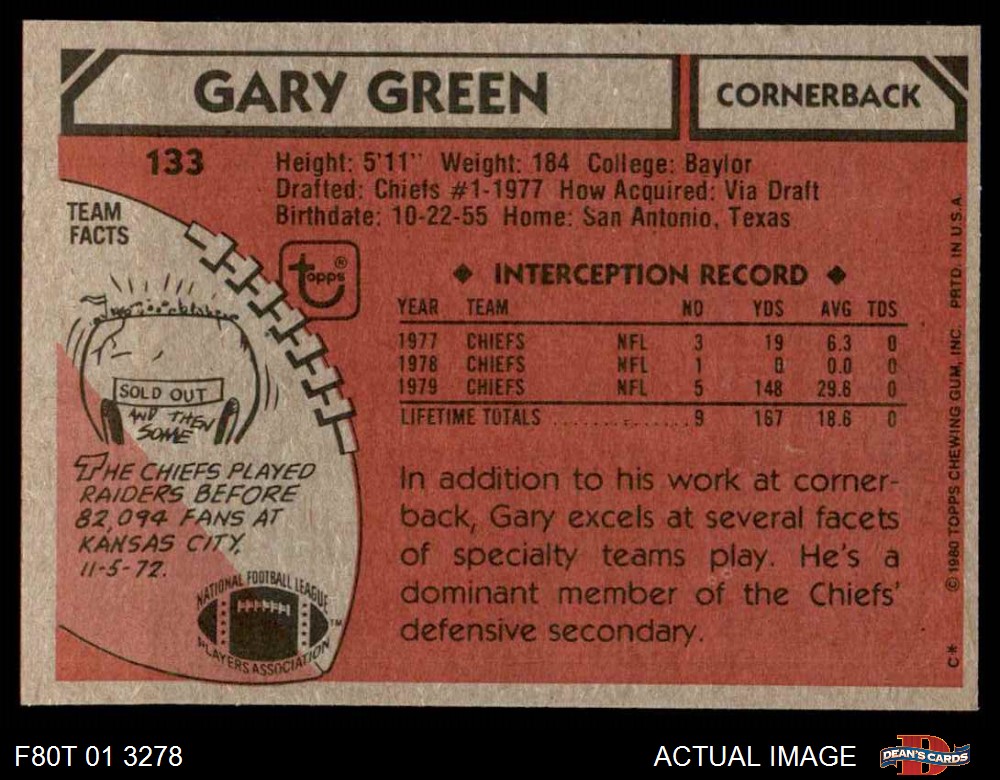 GARY GREEN
CORNERBACK
133
Height: 5'11" Weight: 184 College: Baylor
Drafted: Chiefs #1-1977 How Acquired: Via Draft
Birthdate: 10-22-55 Home: San Antonio, Texas
TEAM
FACTS
SOLD OUT
AND THEN
SOME
THE CHIEFS PLAYED
RAIDERS BEFORE
82,094 FANS AT
KANSAS CITY,
11-5-72.
NATIONAL FOOTBALL LEAGUE
PLAYERS ASSOCIATION
™
topps®
◆ INTERCEPTION RECORD ◆
YEAR TEAM NO YDS AVG TDS
1977 CHIEFS NFL 3 19 6.3 0
1978 CHIEFS NFL 1 0 0.0 0
1979 CHIEFS NFL 5 148 29.6 0
LIFETIME TOTALS .............. 9 167 18.6 0
In addition to his work at corner-
back, Gary excels at several facets
of specialty teams play. He's a
dominant member of the Chiefs'
defensive secondary.
C* © 1980 TOPPS CHEWING GUM, INC. PRTD. IN U.S.A.
F80T 01 3278
ACTUAL IMAGE
DEAN'S CARDS